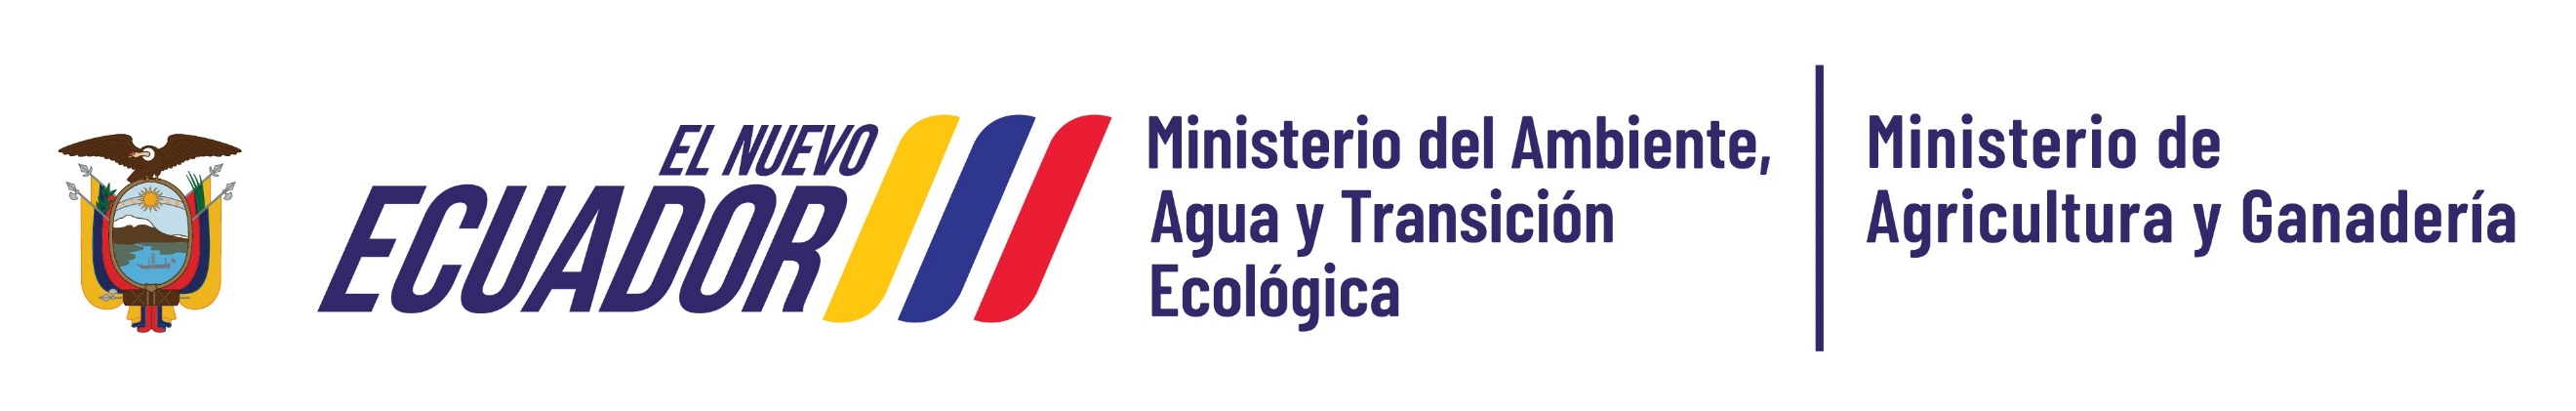 EL NUEVO
ECUADOR
Ministerio del Ambiente,
Agua y Transición
Ecológica
Ministerio de
Agricultura y Ganadería